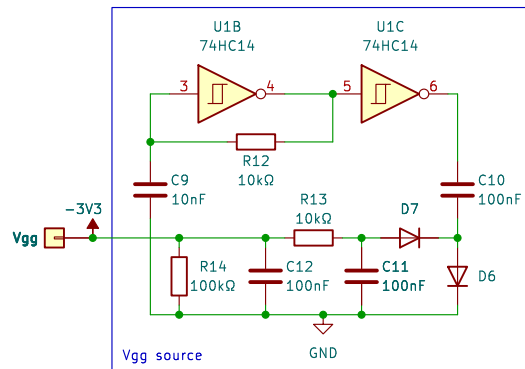 U1B
74HC14
U1C
74HC14
3
4
5
6
R12
10kΩ
C9
10nF
C10
100nF
-3V3
R13
10kΩ
D7
Vgg
R14
100kΩ
C12
100nF
C11
100nF
D6
GND
Vgg source